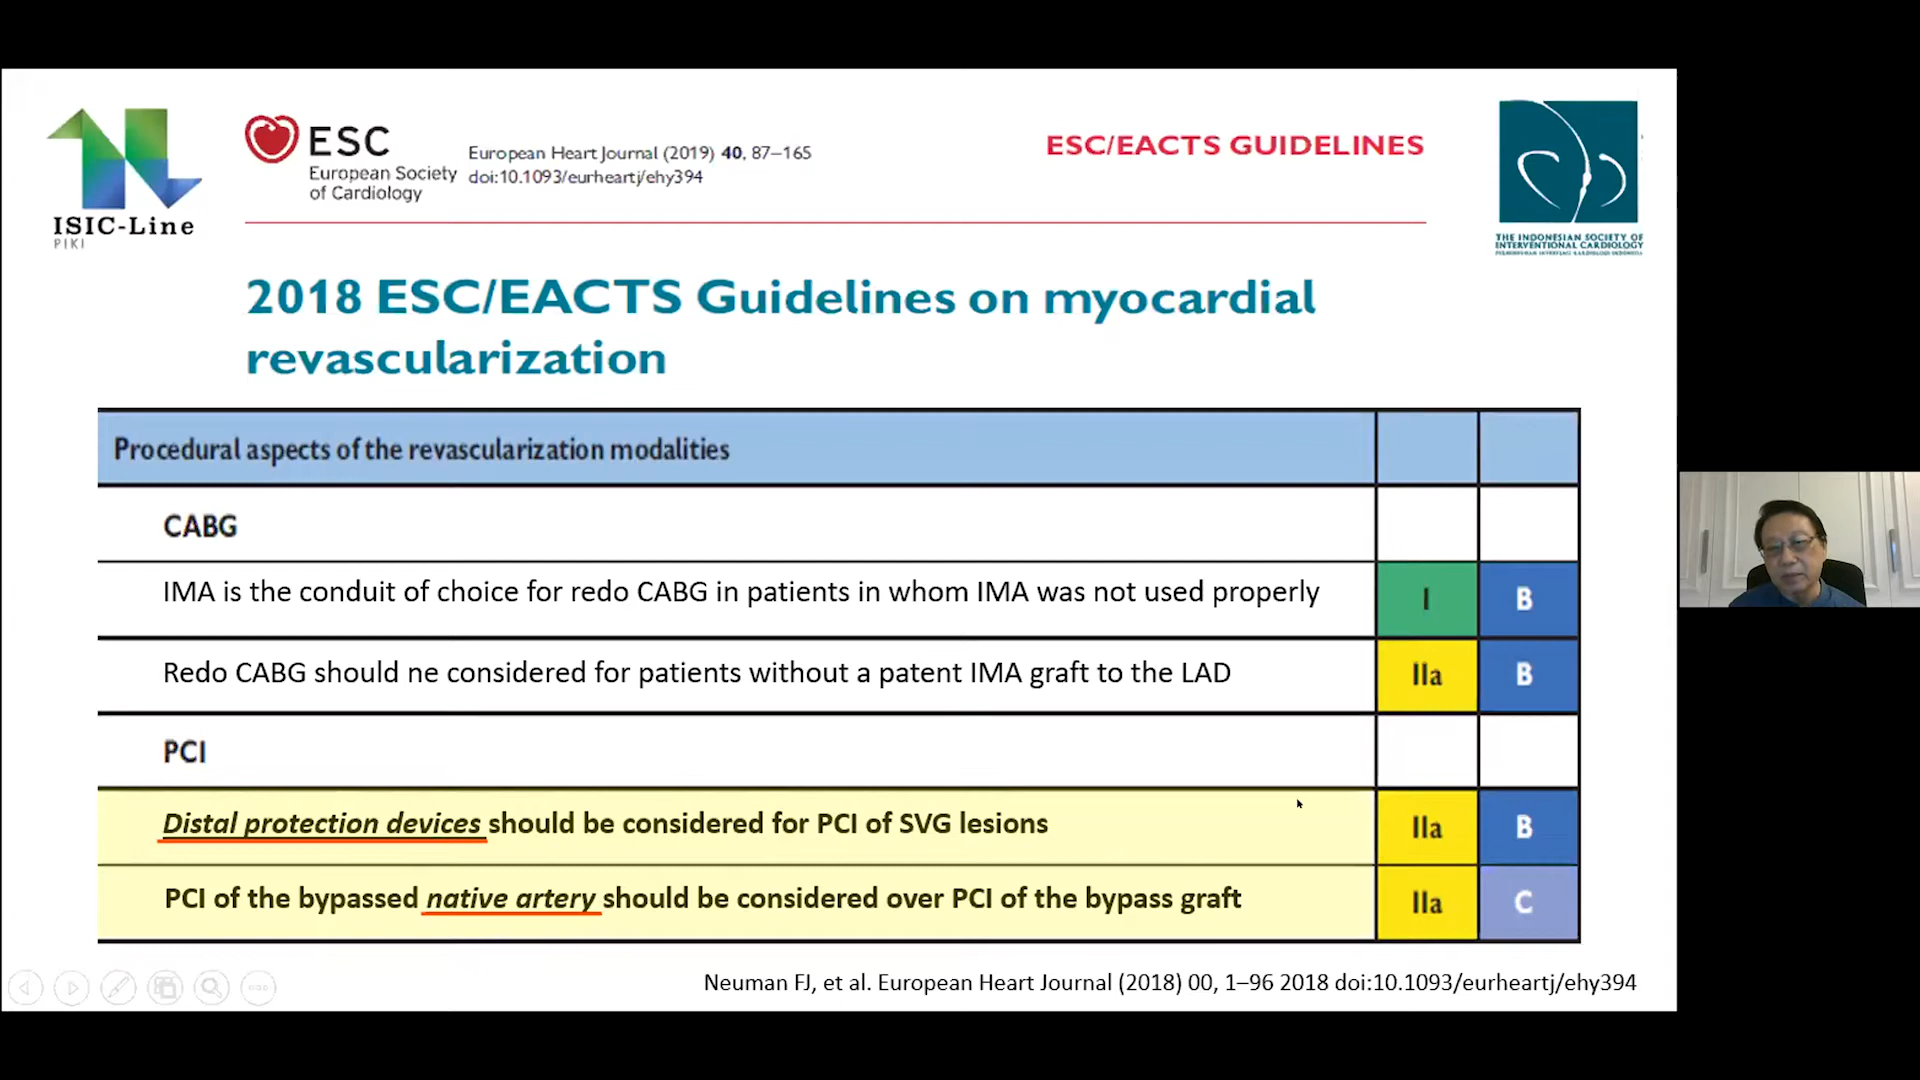 ISIC-Line
PIKI
ESC
European Society
of Cardiology
European Heart Journal (2019) 40, 87–165
doi:10.1093/eurheartj/ehy394
ESC/EACTS GUIDELINES
THE INDONESIAN SOCIETY OF
INTERVENTIONAL CARDIOLOGY
2018 ESC/EACTS Guidelines on myocardial
revascularization
Procedural aspects of the revascularization modalities
CABG
IMA is the conduit of choice for redo CABG in patients in whom IMA was not used properly I B
Redo CABG should ne considered for patients without a patent IMA graft to the LAD IIa B
PCI
Distal protection devices should be considered for PCI of SVG lesions IIa B
PCI of the bypassed native artery should be considered over PCI of the bypass graft IIa C
Neuman FJ, et al. European Heart Journal (2018) 00, 1–96 2018 doi:10.1093/eurheartj/ehy394